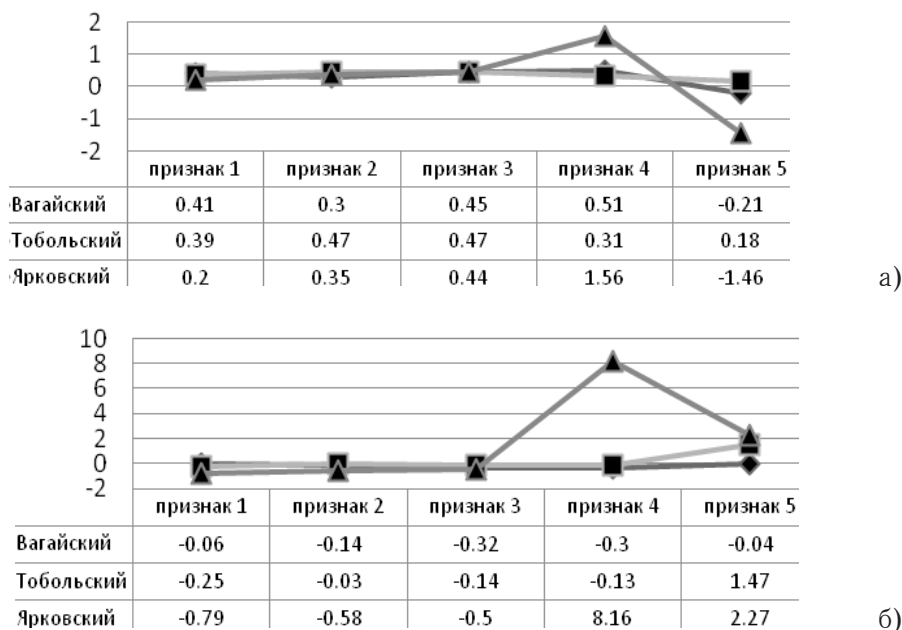 2
1
0
-1
-2
признак 1 признак 2 признак 3 признак 4 признак 5
Вагайский 0.41 0.3 0.45 0.51 -0.21
Тобольский 0.39 0.47 0.47 0.31 0.18
Ярковский 0.2 0.35 0.44 1.56 -1.46
а)
10
8
6
4
2
0
-2
признак 1 признак 2 признак 3 признак 4 признак 5
Вагайский -0.06 -0.14 -0.32 -0.3 -0.04
Тобольский -0.25 -0.03 -0.14 -0.13 1.47
Ярковский -0.79 -0.58 -0.5 8.16 2.27
б)